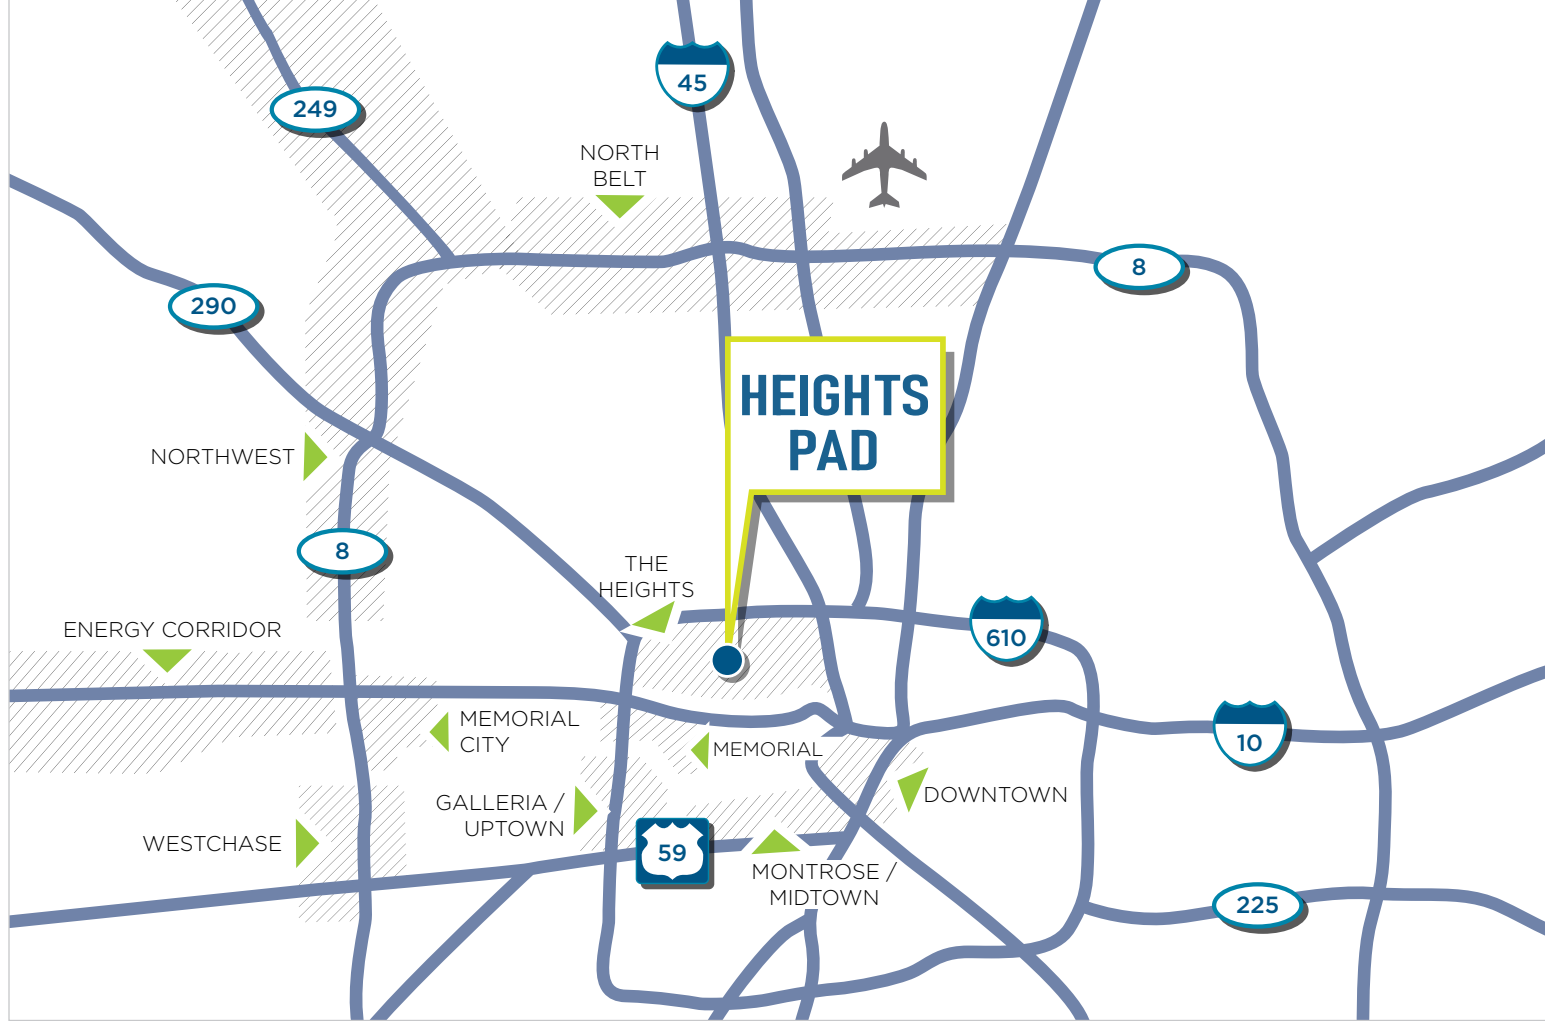 45
249
NORTH
BELT
8
290
HEIGHTS
PAD
NORTHWEST
8
THE
HEIGHTS
610
ENERGY CORRIDOR
MEMORIAL
CITY
MEMORIAL
10
GALLERIA /
UPTOWN
DOWNTOWN
WESTCHASE
59
MONTROSE /
MIDTOWN
225